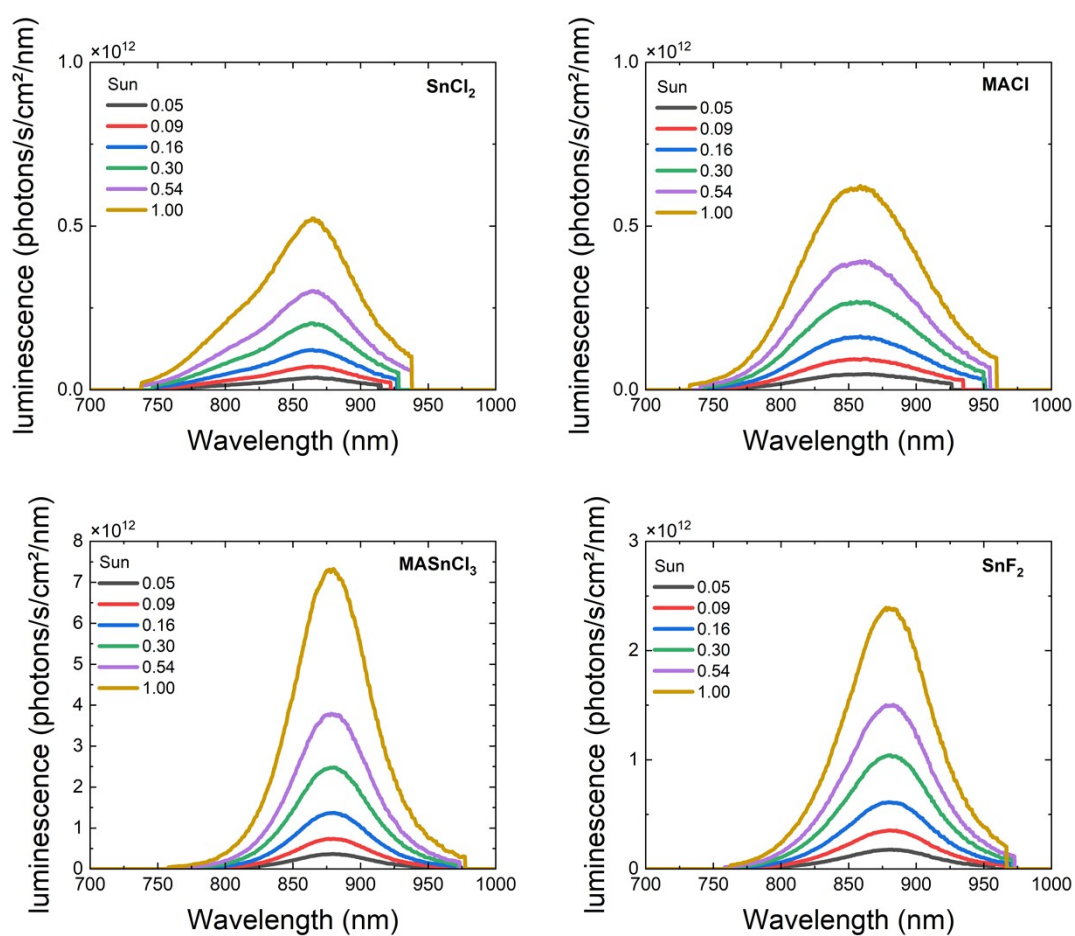 ×10¹²
1.0
0.5
0.0
luminescence (photons/s/cm²/nm)
Sun
0.05
0.09
0.16
0.30
0.54
1.00
SnCl₂
700 750 800 850 900 950 1000
Wavelength (nm)
×10¹²
1.0
0.5
0.0
luminescence (photons/s/cm²/nm)
Sun
0.05
0.09
0.16
0.30
0.54
1.00
MACl
700 750 800 850 900 950 1000
Wavelength (nm)
×10¹²
8
7
6
5
4
3
2
1
0
luminescence (photons/s/cm²/nm)
Sun
0.05
0.09
0.16
0.30
0.54
1.00
MASnCl₃
700 750 800 850 900 950 1000
Wavelength (nm)
×10¹²
3
2
1
0
luminescence (photons/s/cm²/nm)
Sun
0.05
0.09
0.16
0.30
0.54
1.00
SnF₂
700 750 800 850 900 950 1000
Wavelength (nm)